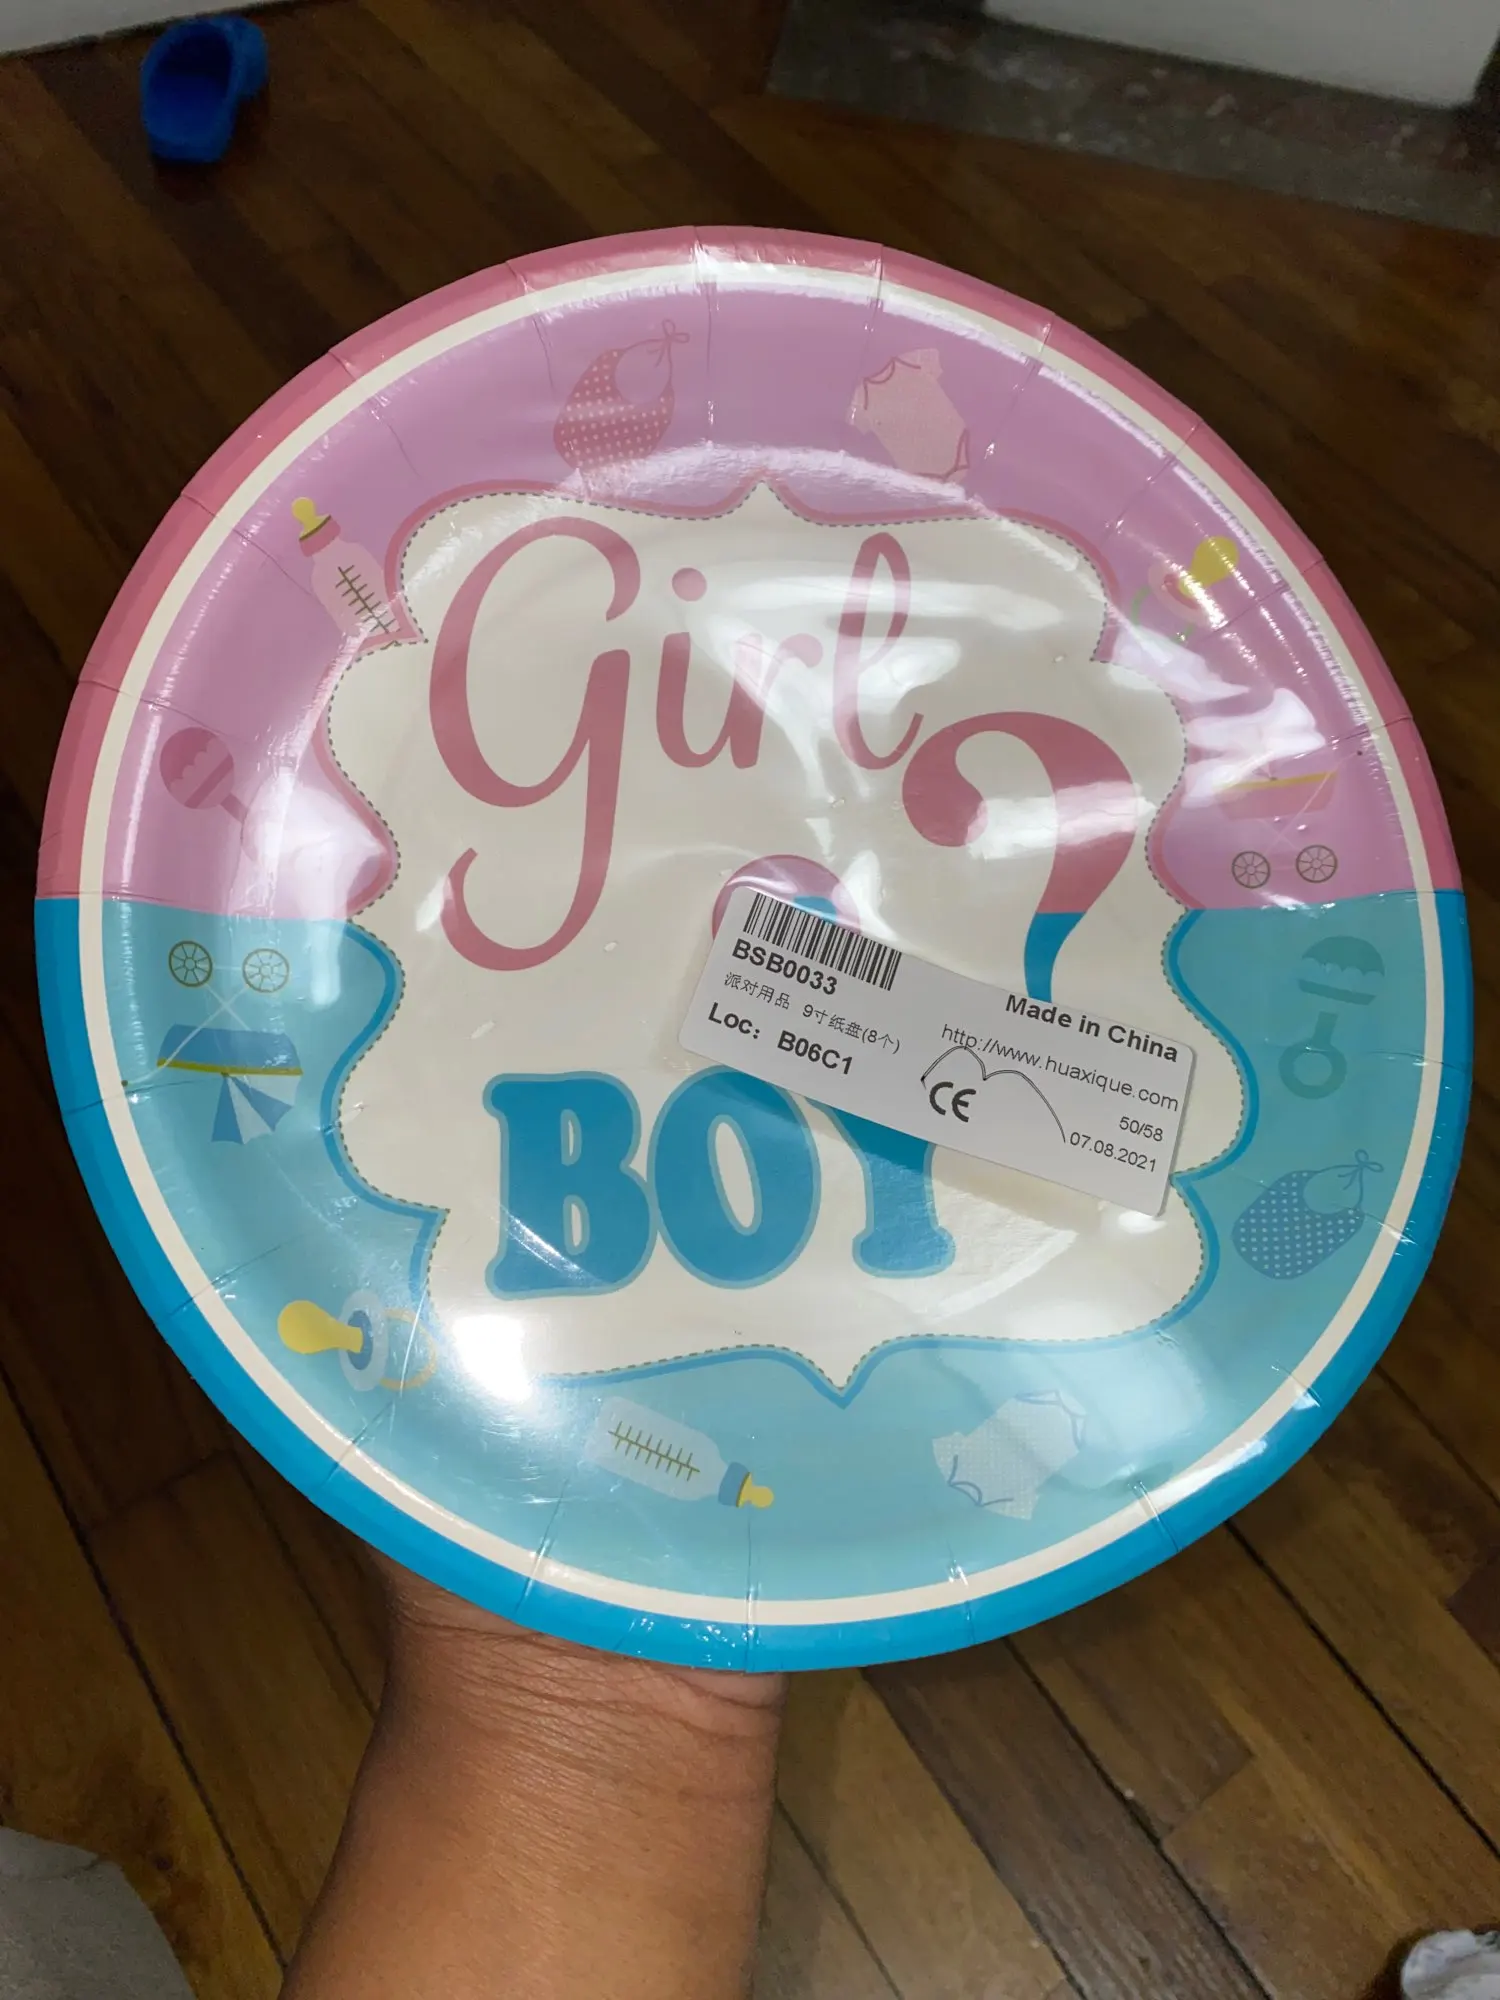 Girl
?
BOY
BSB0033
派对用品 9寸纸盘(8个)
Loc: B06C1
Made in China
http://www.huaxique.com
CE
50/58
07.08.2021